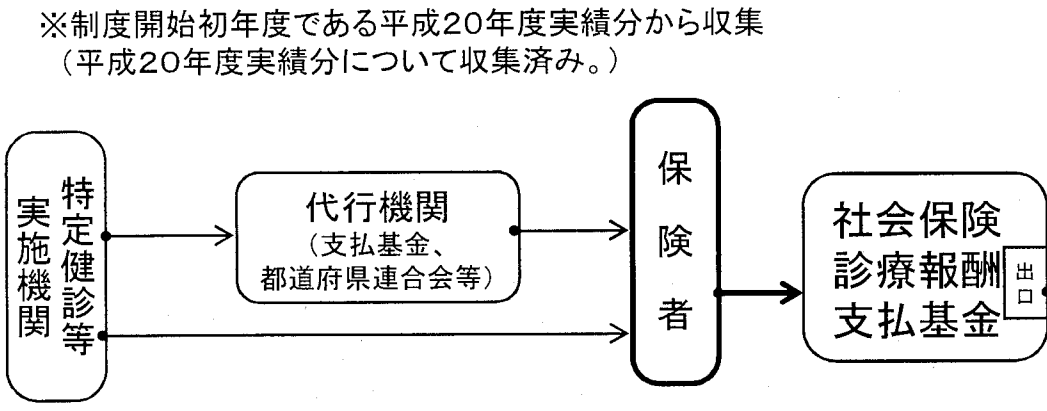 ※制度開始初年度である平成20年度実績分から収集
(平成20年度実績分について収集済み。)
特定健診等
実施機関
代行機関
(支払基金、
都道府県連合会等)
保険者
社会保険
診療報酬
支払基金
出口